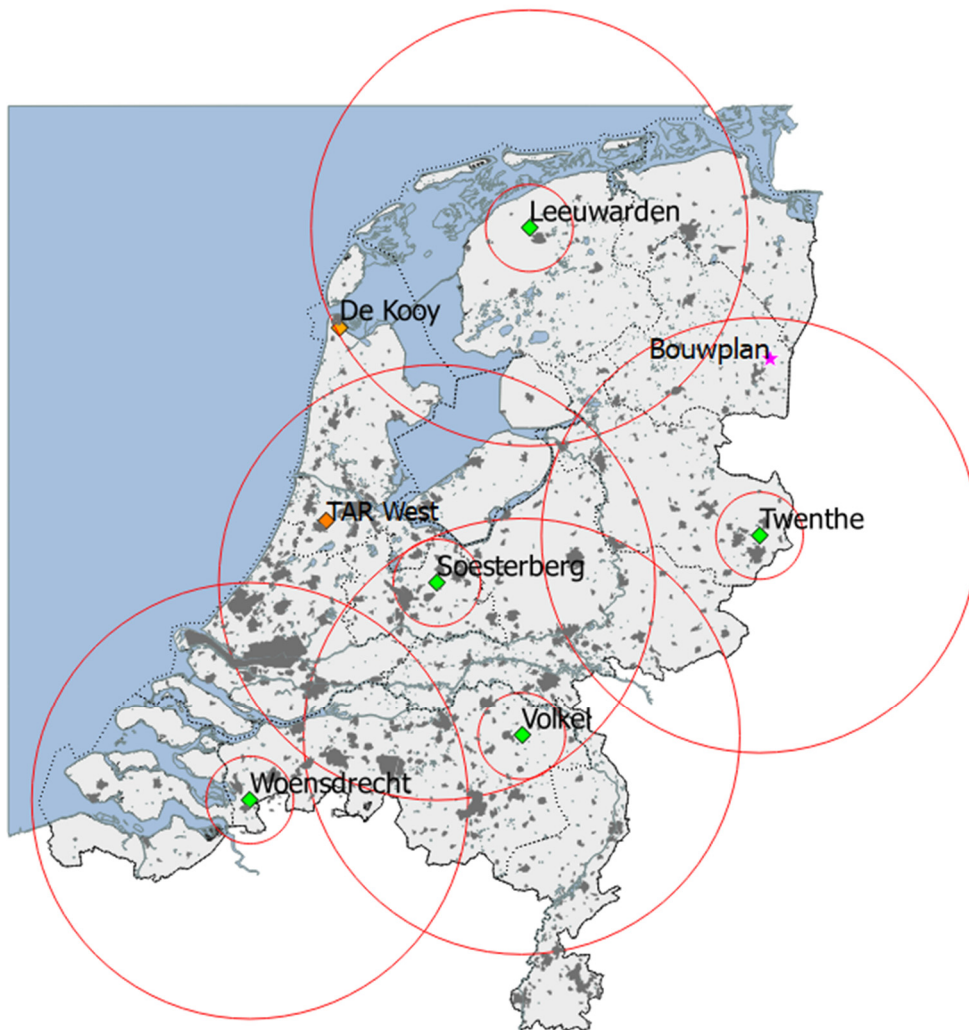 Leeuwarden
De Kooy
Bouwplan
TAR West
Twenthe
Soesterberg
Volkel
Woensdrecht